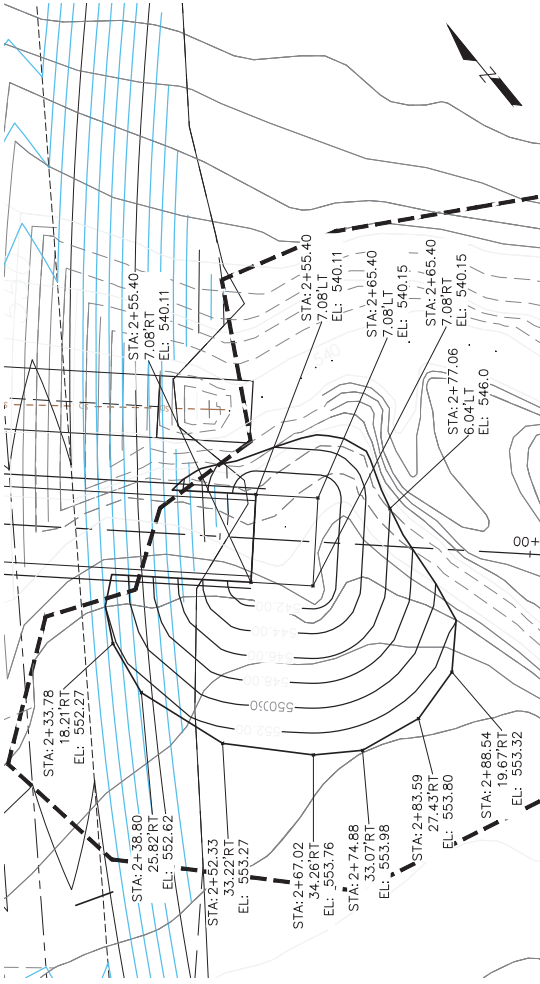 N
STA: 2+55.40
7.08'RT
EL: 540.11
STA: 2+55.40
7.08'LT
EL: 540.11
STA: 2+65.40
7.08'LT
EL: 540.15
STA: 2+65.40
7.08'RT
EL: 540.15
STA: 2+77.06
6.04'LT
EL: 546.0
+00
542.00
544.00
546.00
548.00
552.00
STA: 2+33.78
18.21'RT
EL: 552.27
STA: 2+38.80
25.82'RT
EL: 552.62
STA: 2+52.33
33.22'RT
EL: 553.27
STA: 2+67.02
34.26'RT
EL: 553.76
STA: 2+74.88
33.07'RT
EL: 553.98
STA: 2+83.59
27.43'RT
EL: 553.80
STA: 2+88.54
19.67'RT
EL: 553.32